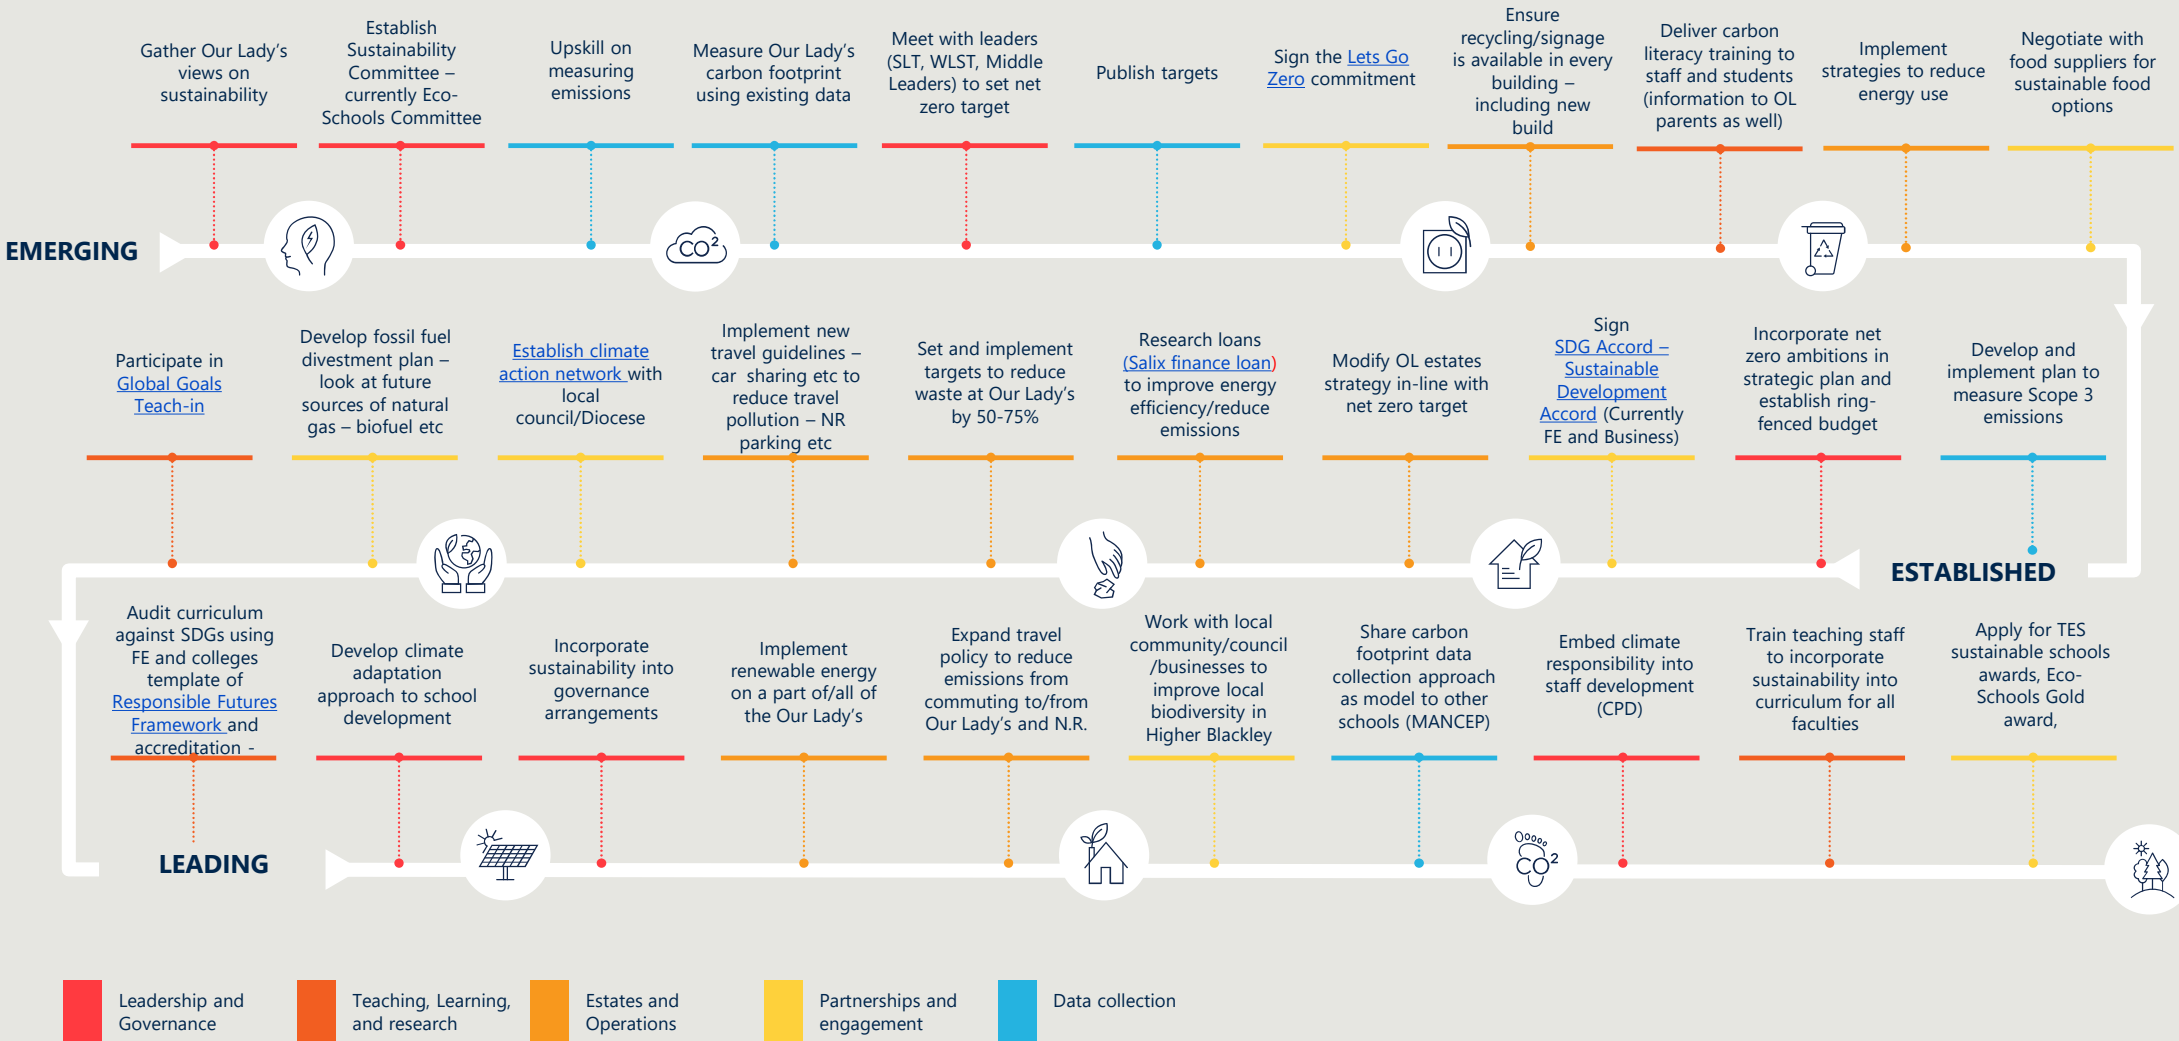 Gather Our Lady's
views on
sustainability
Establish
Sustainability
Committee –
currently Eco-
Schools Committee
Upskill on
measuring
emissions
Measure Our Lady's
carbon footprint
using existing data
Meet with leaders
(SLT, WLST, Middle
Leaders) to set net
zero target
Publish targets
Sign the Lets Go
Zero commitment
Ensure
recycling/signage
is available in every
building –
including new
build
Deliver carbon
literacy training to
staff and students
(information to OL
parents as well)
Implement
strategies to reduce
energy use
Negotiate with
food suppliers for
sustainable food
options
EMERGING
CO²
Participate in
Global Goals
Teach-in
Develop fossil fuel
divestment plan –
look at future
sources of natural
gas – biofuel etc
Establish climate
action network with
local
council/Diocese
Implement new
travel guidelines –
car sharing etc to
reduce travel
pollution – NR
parking etc
Set and implement
targets to reduce
waste at Our Lady's
by 50-75%
Research loans
(Salix finance loan)
to improve energy
efficiency/reduce
emissions
Modify OL estates
strategy in-line with
net zero target
Sign
SDG Accord –
Sustainable
Development
Accord (Currently
FE and Business)
Incorporate net
zero ambitions in
strategic plan and
establish ring-
fenced budget
Develop and
implement plan to
measure Scope 3
emissions
ESTABLISHED
Audit curriculum
against SDGs using
FE and colleges
template of
Responsible Futures
Framework and
accreditation -
Develop climate
adaptation
approach to school
development
Incorporate
sustainability into
governance
arrangements
Implement
renewable energy
on a part of/all of
the Our Lady's
Expand travel
policy to reduce
emissions from
commuting to/from
Our Lady's and N.R.
Work with local
community/council
/businesses to
improve local
biodiversity in
Higher Blackley
Share carbon
footprint data
collection approach
as model to other
schools (MANCEP)
Embed climate
responsibility into
staff development
(CPD)
Train teaching staff
to incorporate
sustainability into
curriculum for all
faculties
Apply for TES
sustainable schools
awards, Eco-
Schools Gold
award,
LEADING
CO²
Leadership and
Governance
Teaching, Learning,
and research
Estates and
Operations
Partnerships and
engagement
Data collection